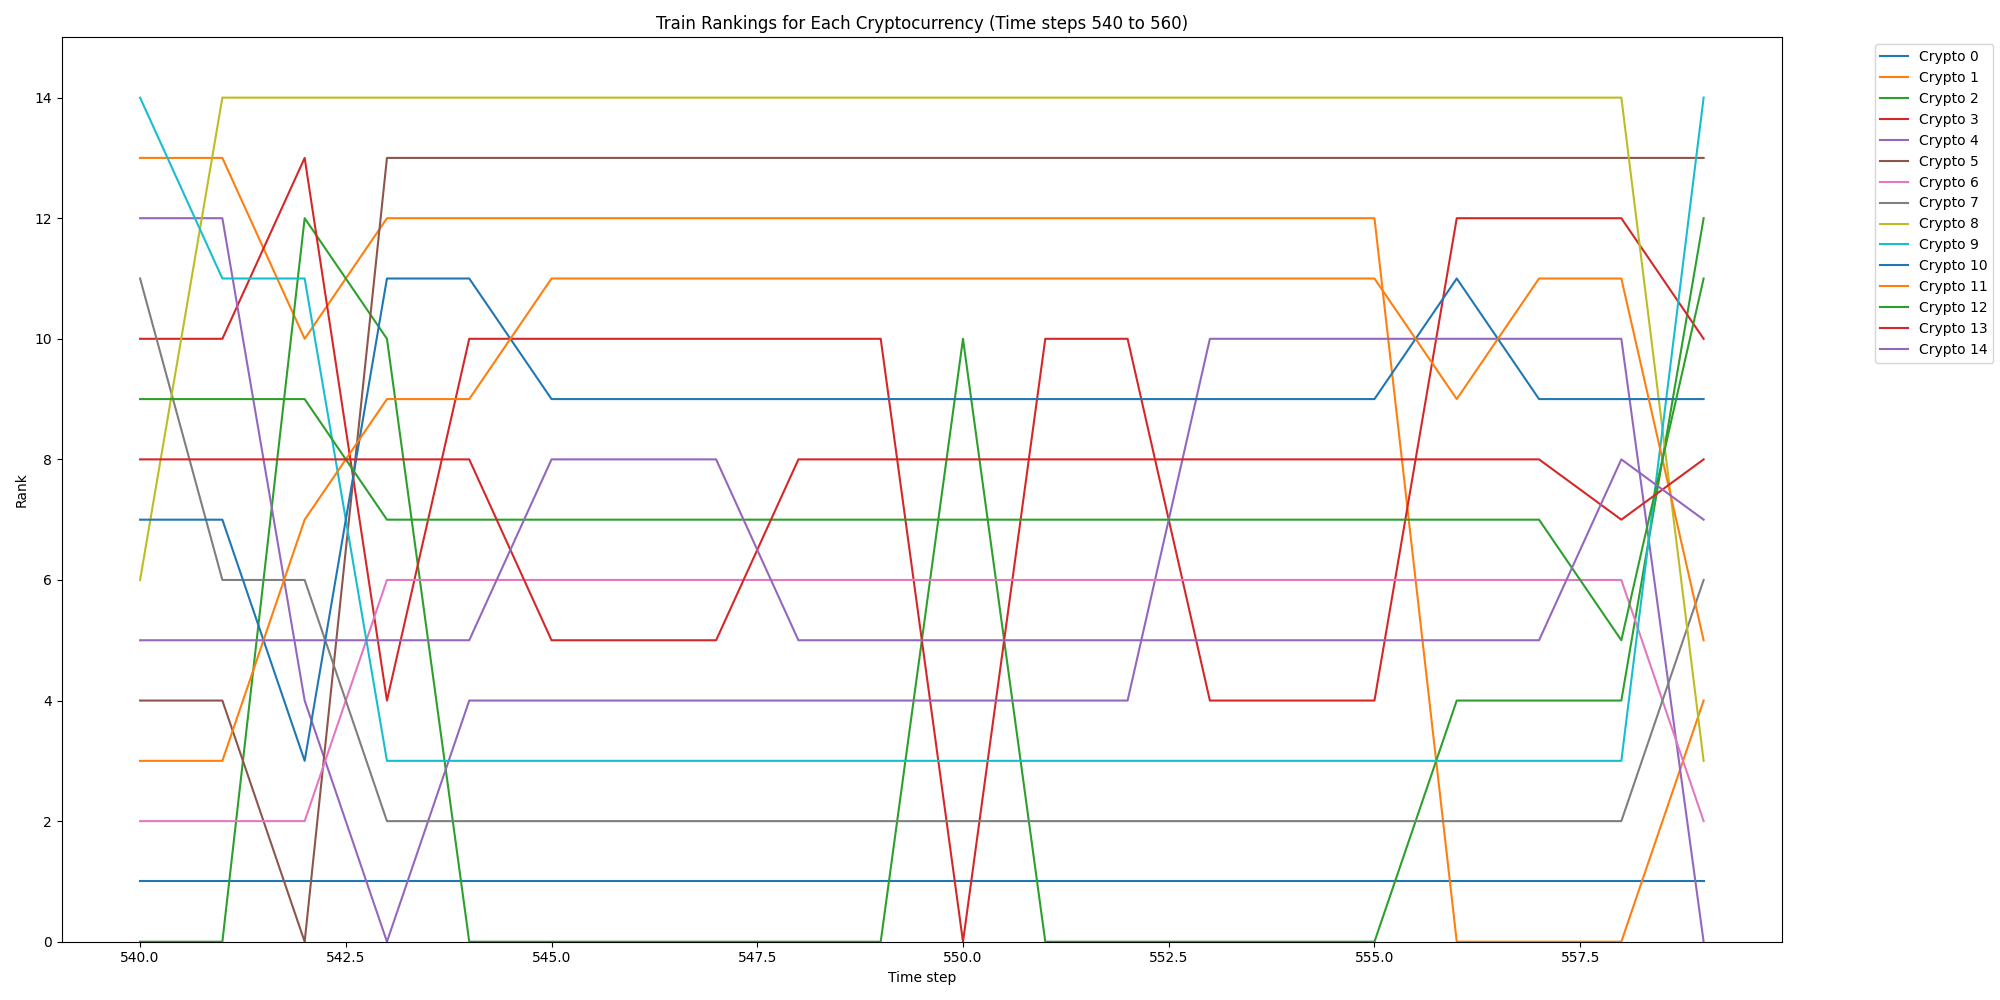 Train Rankings for Each Cryptocurrency (Time steps 540 to 560)
Rank
14
12
10
8
6
4
2
0
540.0
542.5
545.0
547.5
550.0
552.5
555.0
557.5
Time step
Crypto 0
Crypto 1
Crypto 2
Crypto 3
Crypto 4
Crypto 5
Crypto 6
Crypto 7
Crypto 8
Crypto 9
Crypto 10
Crypto 11
Crypto 12
Crypto 13
Crypto 14